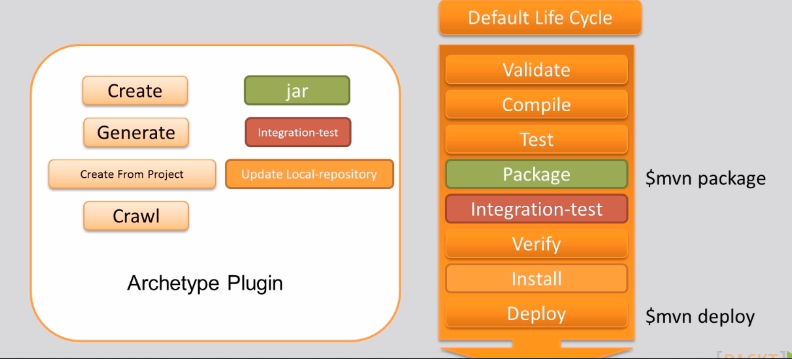 Default Life Cycle
Create
jar
Generate
Integration-test
Create From Project
Update Local-repository
Crawl
Archetype Plugin
Validate
Compile
Test
Package
$mvn package
Integration-test
Verify
Install
Deploy
$mvn deploy